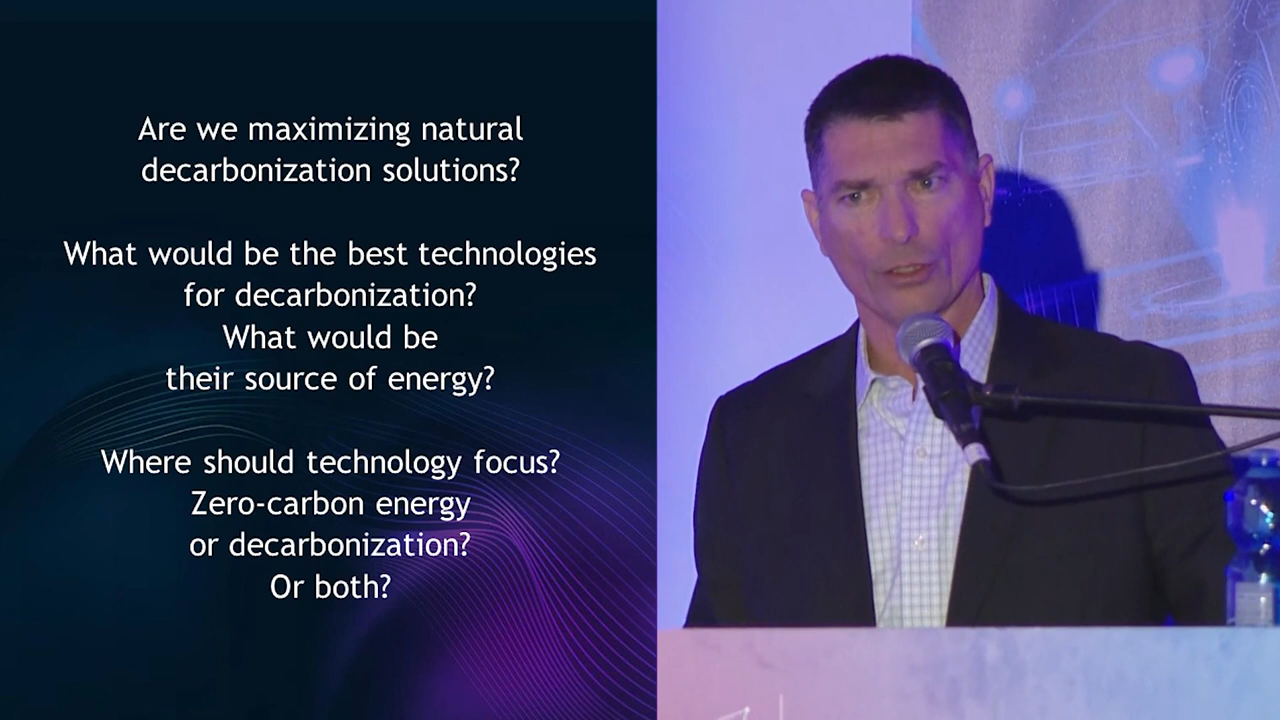 Are we maximizing natural
decarbonization solutions?
What would be the best technologies
for decarbonization?
What would be
their source of energy?
Where should technology focus?
Zero-carbon energy
or decarbonization?
Or both?